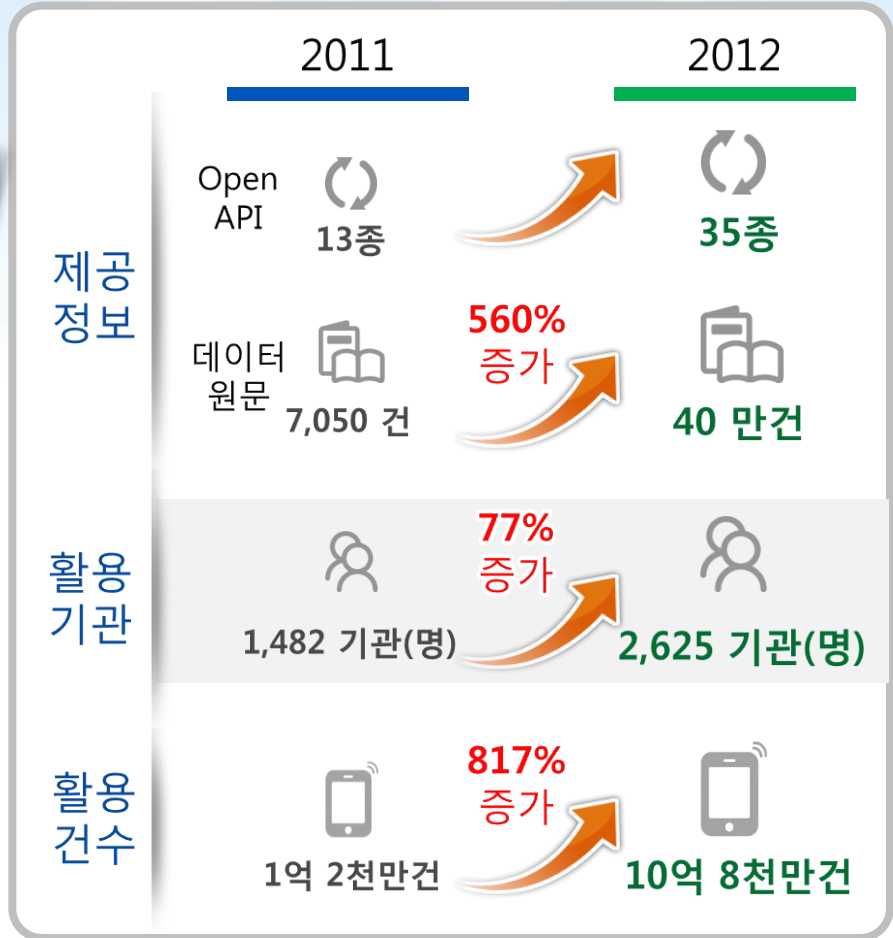 2011
2012
제공
정보
Open
API
13종
35종
데이터
원문
7,050 건
560%
증가
40 만건
활용
기관
1,482 기관(명)
77%
증가
2,625 기관(명)
활용
건수
1억 2천만건
817%
증가
10억 8천만건